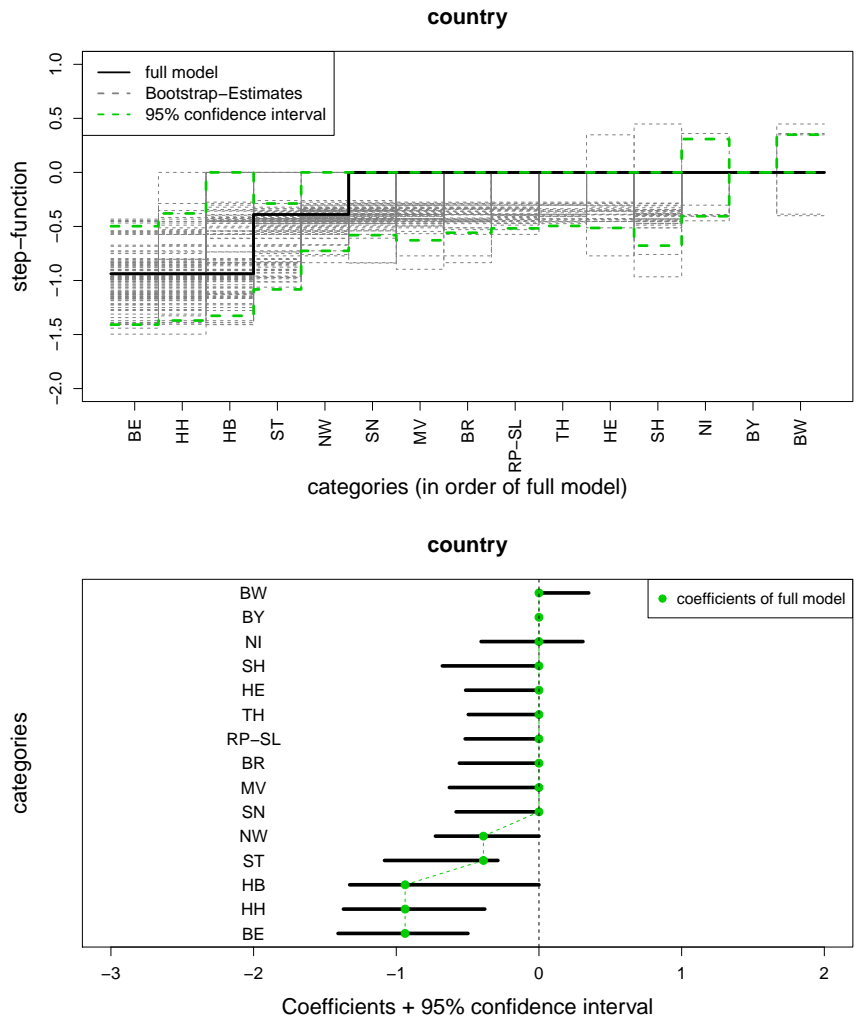 country
step−function
1.0
0.5
0.0
−0.5
−1.0
−1.5
−2.0
full model
Bootstrap−Estimates
95% confidence interval
BE
HH
HB
ST
NW
SN
MV
BR
RP−SL
TH
HE
SH
NI
BY
BW
categories (in order of full model)
country
categories
coefficients of full model
BW
BY
NI
SH
HE
TH
RP−SL
BR
MV
SN
NW
ST
HB
HH
BE
−3
−2
−1
0
1
2
Coefficients + 95% confidence interval